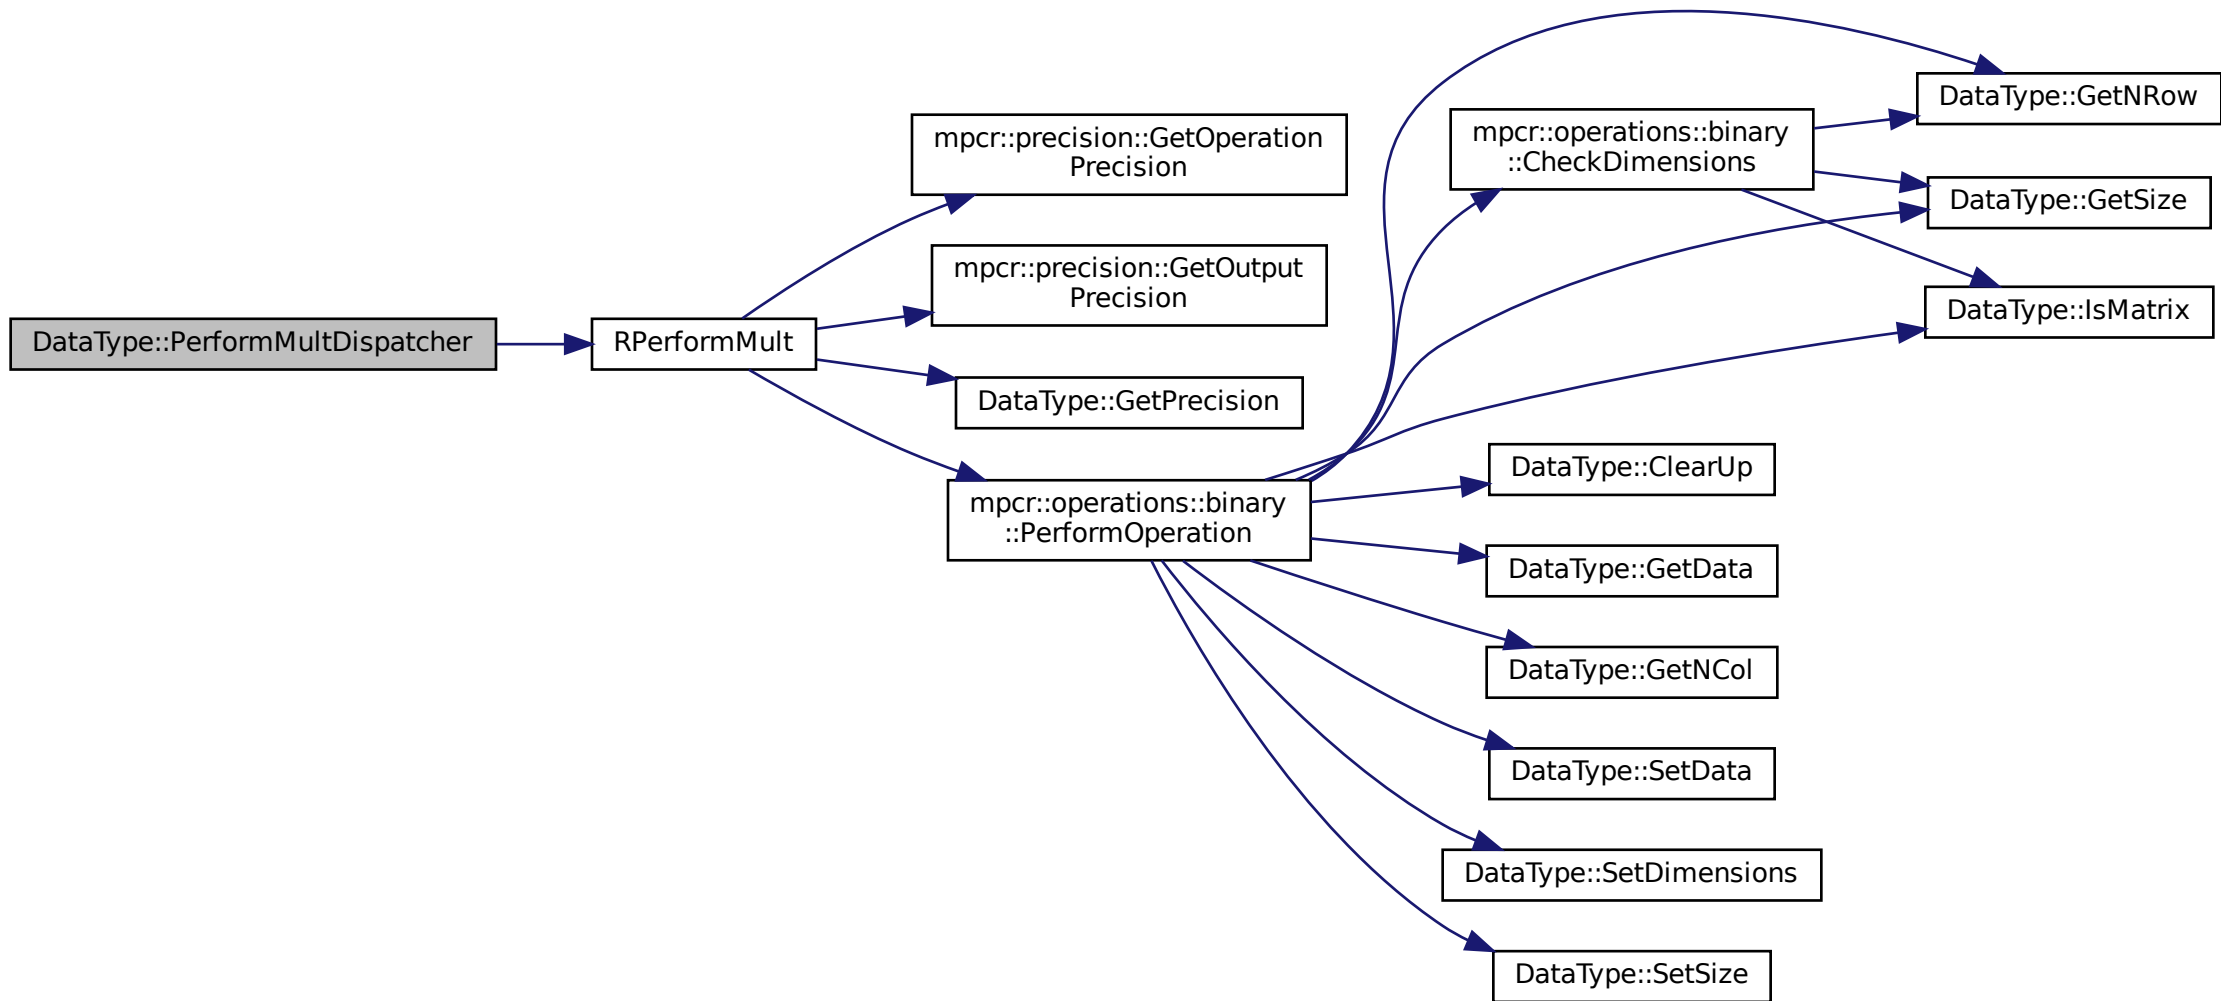 DataType::PerformMultDispatcher
RPerformMult
mpcr::precision::GetOperation
Precision
mpcr::precision::GetOutput
Precision
DataType::GetPrecision
mpcr::operations::binary
::PerformOperation
mpcr::operations::binary
::CheckDimensions
DataType::GetNRow
DataType::GetSize
DataType::IsMatrix
DataType::ClearUp
DataType::GetData
DataType::GetNCol
DataType::SetData
DataType::SetDimensions
DataType::SetSize